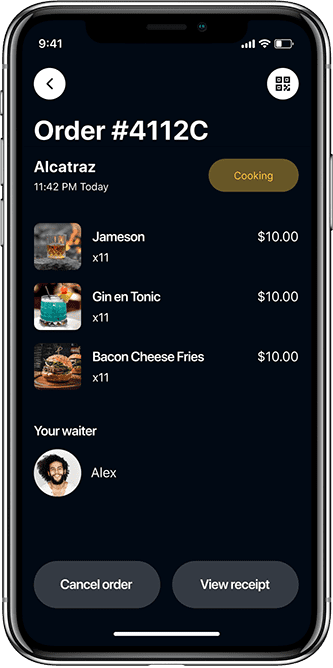 9:41
Order #4112C
Alcatraz
11:42 PM Today
Cooking
Jameson
$10.00
x11
Gin en Tonic
$10.00
x11
Bacon Cheese Fries
$10.00
x11
Your waiter
Alex
Cancel order
View receipt